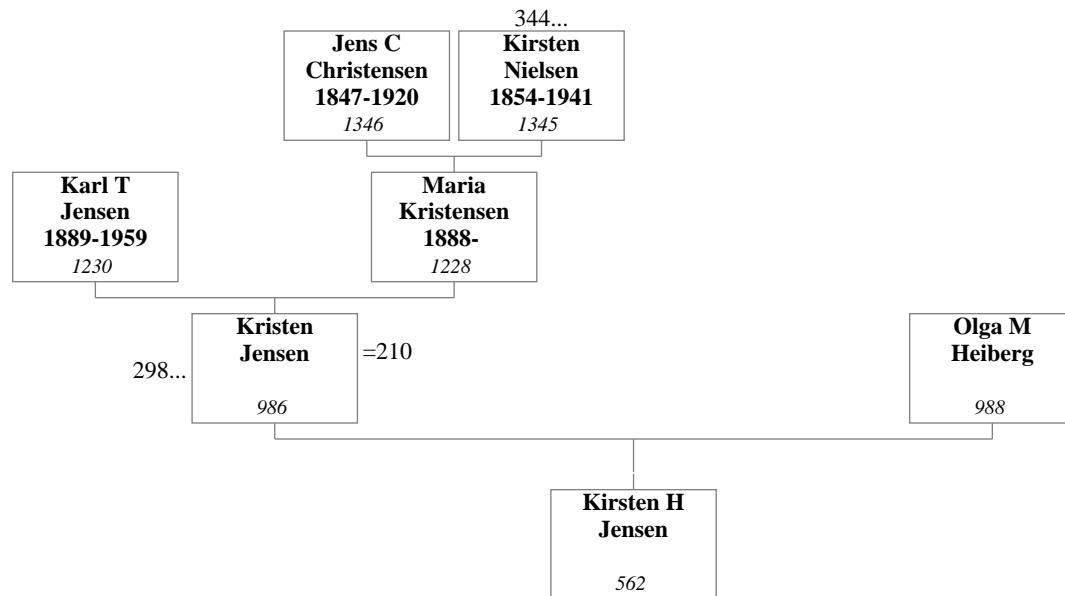 344...
Jens C
Christensen
1847-1920
1346
Kirsten
Nielsen
1854-1941
1345
Karl T
Jensen
1889-1959
1230
Maria
Kristensen
1888-
1228
298...
Kristen
Jensen
986
=210
Olga M
Heiberg
988
Kirsten H
Jensen
562